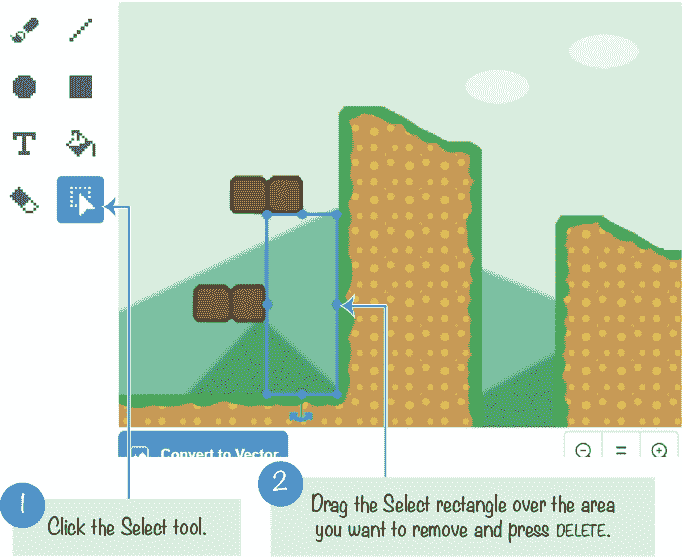 T
Convert to Vector
=
1
Click the Select tool.
2
Drag the Select rectangle over the area
you want to remove and press DELETE.